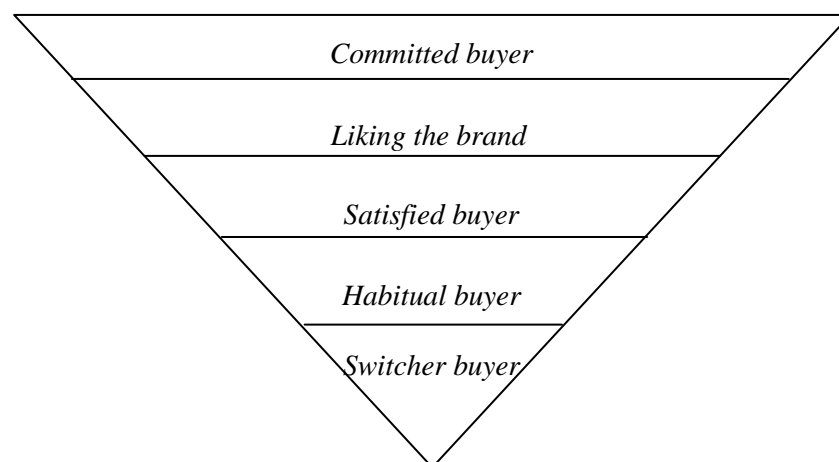 Committed buyer
Liking the brand
Satisfied buyer
Habitual buyer
Switcher buyer